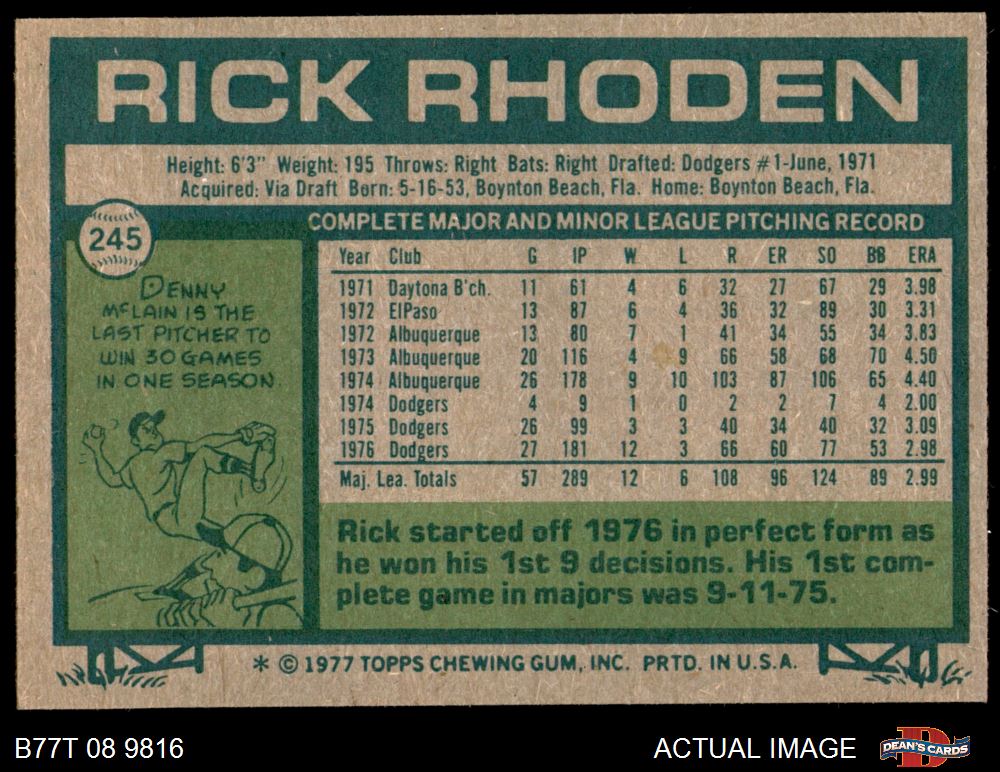 RICK RHODEN
Height: 6'3" Weight: 195 Throws: Right Bats: Right Drafted: Dodgers #1-June, 1971
Acquired: Via Draft Born: 5-16-53, Boynton Beach, Fla. Home: Boynton Beach, Fla.
245
DENNY
McLAIN IS THE
LAST PITCHER TO
WIN 30 GAMES
IN ONE SEASON.
COMPLETE MAJOR AND MINOR LEAGUE PITCHING RECORD
Year Club G IP W L R ER SO BB ERA
1971 Daytona B'ch. 11 61 4 6 32 27 67 29 3.98
1972 ElPaso 13 87 6 4 36 32 89 30 3.31
1972 Albuquerque 13 80 7 1 41 34 55 34 3.83
1973 Albuquerque 20 116 4 9 66 58 68 70 4.50
1974 Albuquerque 26 178 9 10 103 87 106 65 4.40
1974 Dodgers 4 9 1 0 2 2 7 4 2.00
1975 Dodgers 26 99 3 3 40 34 40 32 3.09
1976 Dodgers 27 181 12 3 66 60 77 53 2.98
Maj. Lea. Totals 57 289 12 6 108 96 124 89 2.99
Rick started off 1976 in perfect form as
he won his 1st 9 decisions. His 1st com-
plete game in majors was 9-11-75.
* © 1977 TOPPS CHEWING GUM, INC. PRTD. IN U.S.A.
B77T 08 9816
ACTUAL IMAGE
DEAN'S CARDS